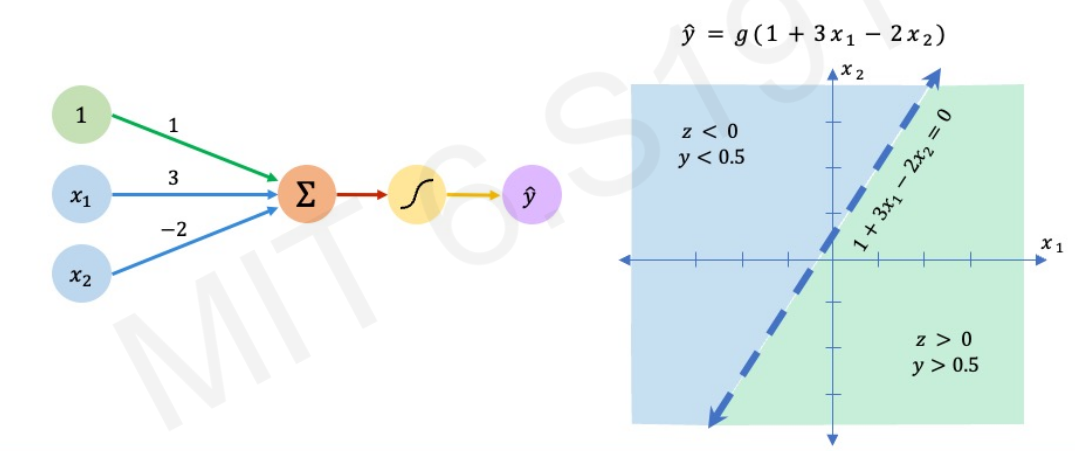 ŷ = g(1 + 3x₁ − 2x₂)
1
1
x₁
3
x₂
−2
Σ
ŷ
x₂
z < 0
y < 0.5
1 + 3x₁ − 2x₂ = 0
x₁
z > 0
y > 0.5
MIT 6.S191